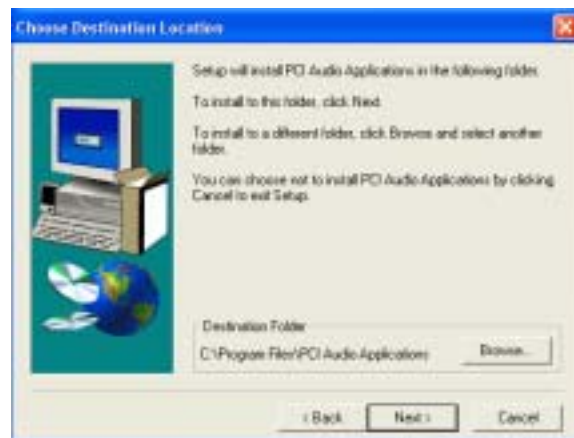 Choose Destination Location
Setup will install PCI Audio Applications in the following folder.
To install to this folder, click Next.
To install to a different folder, click Browse and select another
folder.
You can choose not to install PCI Audio Applications by clicking
Cancel to exit Setup.
Destination Folder
C:\Program Files\PCI Audio Applications
Browse...
< Back
Next >
Cancel